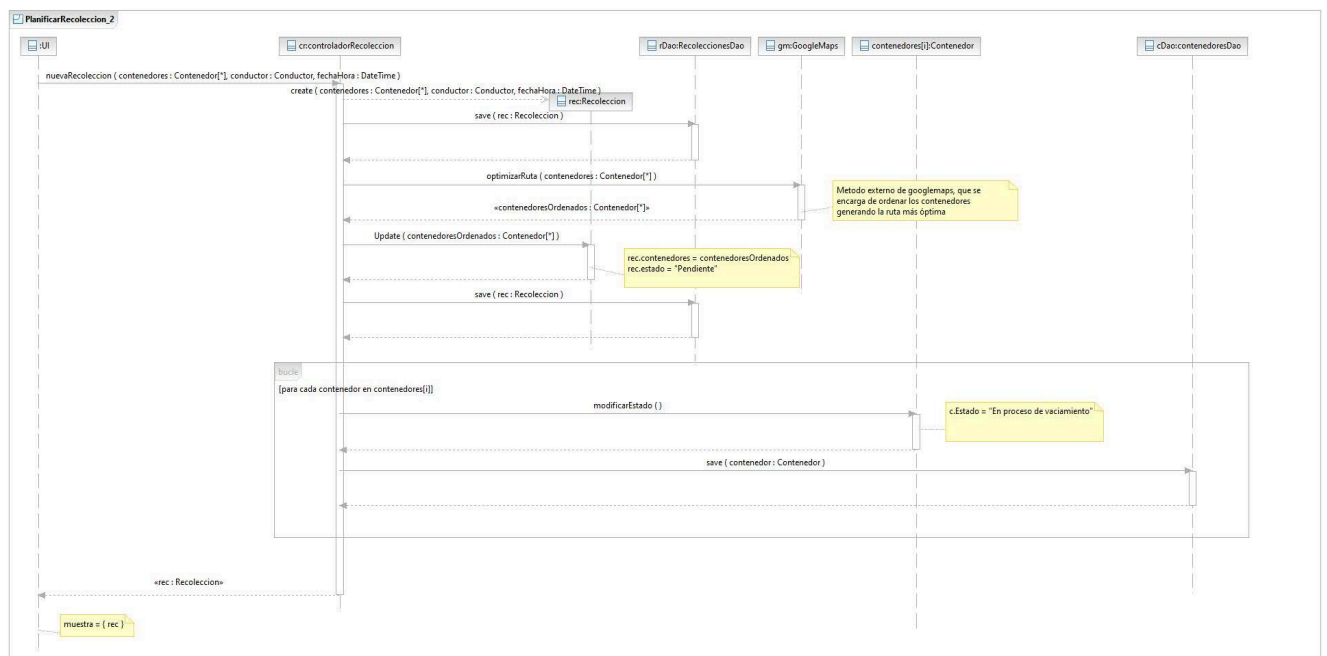 PlanificarRecoleccion_2
:UI
cr:controladorRecoleccion
rDao:RecoleccionesDao
gm:GoogleMaps
contenedores[i]:Contenedor
cDao:contenedoresDao
nuevaRecoleccion ( contenedores : Contenedor[*], conductor : Conductor, fechaHora : DateTime )
create ( contenedores : Contenedor[*], conductor : Conductor, fechaHora : DateTime )
rec:Recoleccion
save ( rec : Recoleccion )
optimizarRuta ( contenedores : Contenedor[*] )
Metodo externo de googlemaps, que se
encarga de ordenar los contenedores
generando la ruta más óptima
«contenedoresOrdenados : Contenedor[*]»
Update ( contenedoresOrdenados : Contenedor[*] )
rec.contenedores = contenedoresOrdenados
rec.estado = "Pendiente"
save ( rec : Recoleccion )
bucle
[para cada contenedor en contenedores[i]]
modificarEstado ( )
c.Estado = "En proceso de vaciamiento"
save ( contenedor : Contenedor )
«rec : Recoleccion»
muestra = ( rec )